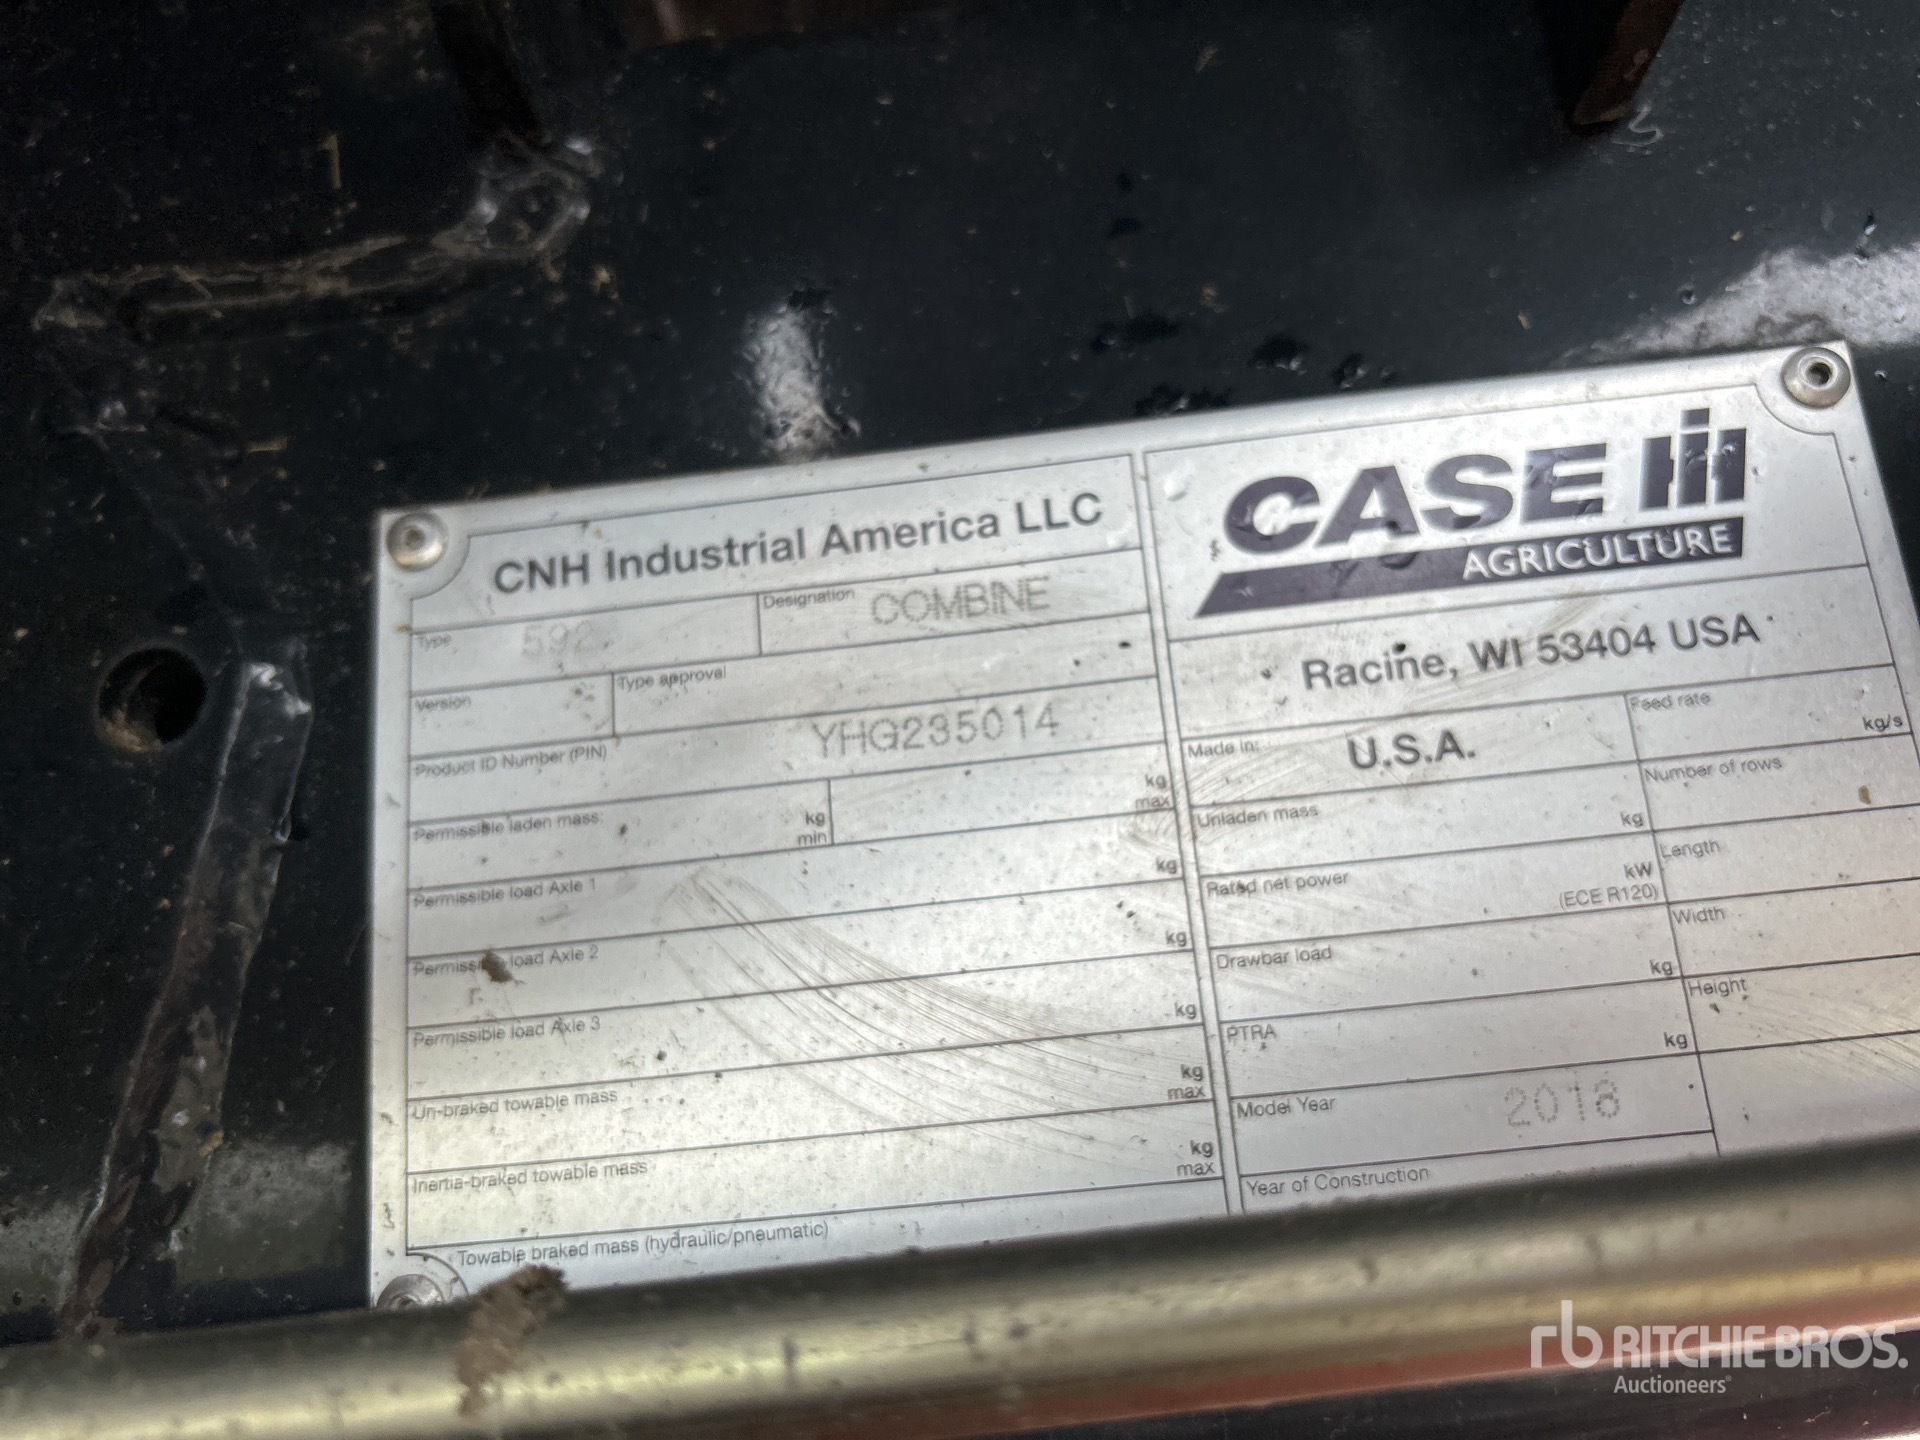 CNH Industrial America LLC
Type 592 Designation COMBINE
Version Type approval
Product ID Number (PIN) YHG235014
Permissible laden mass: kg min kg max
Permissible load Axle 1 kg
Permissible load Axle 2 kg
Permissible load Axle 3 kg
Un-braked towable mass kg max
Inertia-braked towable mass kg max
Towable braked mass (hydraulic/pneumatic)
CASE IH
AGRICULTURE
Racine, WI 53404 USA
Made in: U.S.A. Feed rate kg/s
Unladen mass kg Number of rows
Rated net power kW (ECE R120) Length
Drawbar load kg Width
PTRA kg Height
Model Year 2018
Year of Construction
rb RITCHIE BROS.
Auctioneers